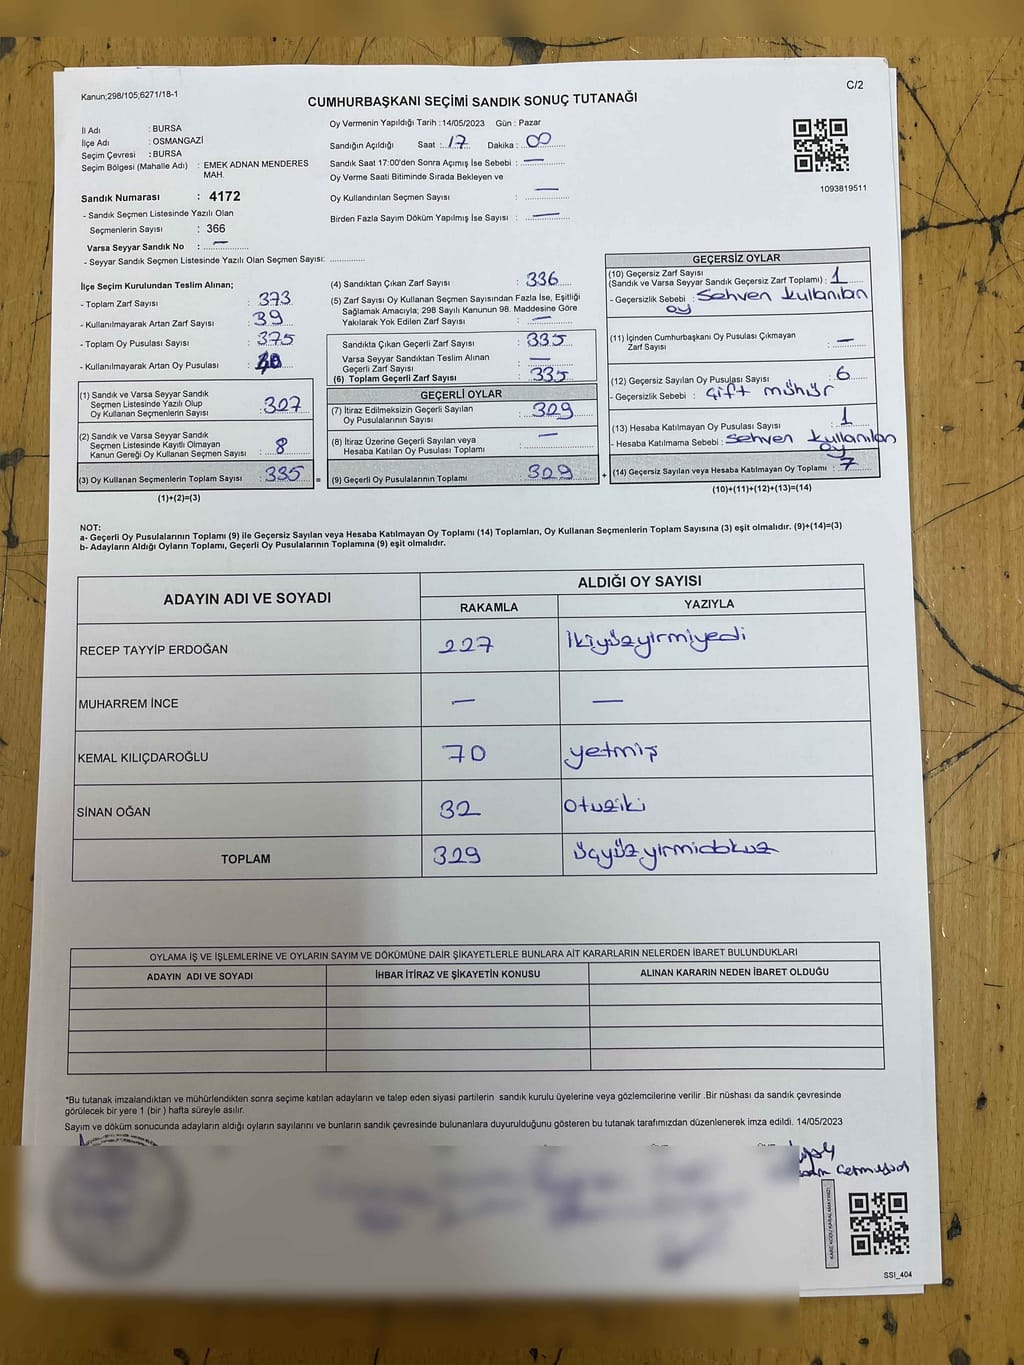 Kanun;298/105;6271/18-1
C/2
CUMHURBAŞKANI SEÇİMİ SANDIK SONUÇ TUTANAĞI
İl Adı : BURSA
İlçe Adı : OSMANGAZİ
Seçim Çevresi : BURSA
Seçim Bölgesi (Mahalle Adı) : EMEK ADNAN MENDERES
MAH.
Sandık Numarası : 4172
- Sandık Seçmen Listesinde Yazılı Olan
Seçmenlerin Sayısı : 366
Varsa Seyyar Sandık No : —
- Seyyar Sandık Seçmen Listesinde Yazılı Olan Seçmen Sayısı: ..............
Oy Vermenin Yapıldığı Tarih :14/05/2023 Gün : Pazar
Sandığın Açıldığı Saat : 17 Dakika : 00
Sandık Saat 17:00'den Sonra Açımış İse Sebebi : —
Oy Verme Saati Bitiminde Sırada Bekleyen ve
Oy Kullandırılan Seçmen Sayısı : —
Birden Fazla Sayım Döküm Yapılmış İse Sayısı : —
1093819511
İlçe Seçim Kurulundan Teslim Alınan;
- Toplam Zarf Sayısı : 373
- Kullanılmayarak Artan Zarf Sayısı : 39
- Toplam Oy Pusulası Sayısı : 375
- Kullanılmayarak Artan Oy Pusulası : 40
(1) Sandık ve Varsa Seyyar Sandık
Seçmen Listesinde Yazılı Olup
Oy Kullanan Seçmenlerin Sayısı : 327
(2) Sandık ve Varsa Seyyar Sandık
Seçmen Listesinde Kayıtlı Olmayan
Kanun Gereği Oy Kullanan Seçmen Sayısı : 8
(3) Oy Kullanan Seçmenlerin Toplam Sayısı : 335 =
(1)+(2)=(3)
(4) Sandıktan Çıkan Zarf Sayısı : 336
(5) Zarf Sayısı Oy Kullanan Seçmen Sayısından Fazla İse, Eşitliği
Sağlamak Amacıyla; 298 Sayılı Kanunun 98. Maddesine Göre
Yakılarak Yok Edilen Zarf Sayısı : —
Sandıkta Çıkan Geçerli Zarf Sayısı : 335
Varsa Seyyar Sandıktan Teslim Alınan
Geçerli Zarf Sayısı : —
(6) Toplam Geçerli Zarf Sayısı : 335
GEÇERLİ OYLAR
(7) İtiraz Edilmeksizin Geçerli Sayılan
Oy Pusulalarının Sayısı : 329
(8) İtiraz Üzerine Geçerli Sayılan veya
Hesaba Katılan Oy Pusulası Toplamı : —
(9) Geçerli Oy Pusulalarının Toplamı : 329 +
GEÇERSİZ OYLAR
(10) Geçersiz Zarf Sayısı
(Sandık ve Varsa Seyyar Sandık Geçersiz Zarf Toplamı) : 1
- Geçersizlik Sebebi : Sehven kullanılan
oy
(11) İçinden Cumhurbaşkanı Oy Pusulası Çıkmayan
Zarf Sayısı : —
(12) Geçersiz Sayılan Oy Pusulası Sayısı : 6
- Geçersizlik Sebebi : Çift mühür
(13) Hesaba Katılmayan Oy Pusulası Sayısı : 1
- Hesaba Katılmama Sebebi : Sehven kullanılan
oy
(14) Geçersiz Sayılan veya Hesaba Katılmayan Oy Toplamı : 7
(10)+(11)+(12)+(13)=(14)
NOT:
a- Geçerli Oy Pusulalarının Toplamı (9) ile Geçersiz Sayılan veya Hesaba Katılmayan Oy Toplamı (14) Toplamları, Oy Kullanan Seçmenlerin Toplam Sayısına (3) eşit olmalıdır. (9)+(14)=(3)
b- Adayların Aldığı Oyların Toplamı, Geçerli Oy Pusulalarının Toplamına (9) eşit olmalıdır.
ADAYIN ADI VE SOYADI
ALDIĞI OY SAYISI
RAKAMLA YAZIYLA
RECEP TAYYİP ERDOĞAN 227 İkiyüzyirmiyedi
MUHARREM İNCE — —
KEMAL KILIÇDAROĞLU 70 yetmiş
SİNAN OĞAN 32 Otuziki
TOPLAM 329 üçyüzyirmidokuz
OYLAMA İŞ VE İŞLEMLERİNE VE OYLARIN SAYIM VE DÖKÜMÜNE DAİR ŞİKAYETLERLE BUNLARA AİT KARARLARIN NELERDEN İBARET BULUNDUKLARI
ADAYIN ADI VE SOYADI İHBAR İTİRAZ VE ŞİKAYETİN KONUSU ALINAN KARARIN NEDEN İBARET OLDUĞU
*Bu tutanak imzalandıktan ve mühürlendikten sonra seçime katılan adayların ve talep eden siyasi partilerin sandık kurulu üyelerine veya gözlemcilerine verilir .Bir nüshası da sandık çevresinde
görülecek bir yere 1 (bir ) hafta süreyle asılır.
Sayım ve döküm sonucunda adayların aldığı oyların sayılarını ve bunların sandık çevresinde bulunanlara duyurulduğunu gösteren bu tutanak tarafımızdan düzenlenerek imza edildi. 14/05/2023
KARE KODU KARALAMAYINIZ!
SSI_404